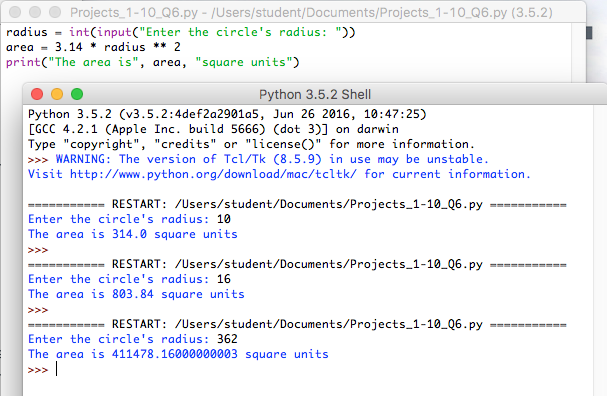 Projects_1-10_Q6.py - /Users/student/Documents/Projects_1-10_Q6.py (3.5.2)
radius = int(input("Enter the circle's radius: "))
area = 3.14 * radius ** 2
print("The area is", area, "square units")
Python 3.5.2 Shell
Python 3.5.2 (v3.5.2:4def2a2901a5, Jun 26 2016, 10:47:25)
[GCC 4.2.1 (Apple Inc. build 5666) (dot 3)] on darwin
Type "copyright", "credits" or "license()" for more information.
>>> WARNING: The version of Tcl/Tk (8.5.9) in use may be unstable.
Visit http://www.python.org/download/mac/tcltk/ for current information.
=========== RESTART: /Users/student/Documents/Projects_1-10_Q6.py ===========
Enter the circle's radius: 10
The area is 314.0 square units
>>>
=========== RESTART: /Users/student/Documents/Projects_1-10_Q6.py ===========
Enter the circle's radius: 16
The area is 803.84 square units
>>>
=========== RESTART: /Users/student/Documents/Projects_1-10_Q6.py ===========
Enter the circle's radius: 362
The area is 411478.16000000003 square units
>>>